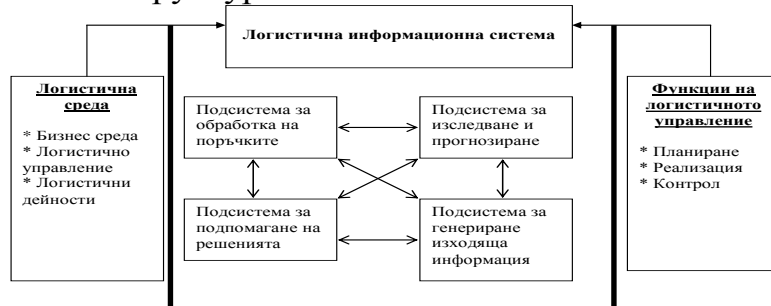 Логистична информационна система
Логистична
среда
* Бизнес среда
* Логистично
управление
* Логистични
дейности
Подсистема за
обработка на
поръчките
Подсистема за
изследване и
прогнозиране
Подсистема за
подпомагане на
решенията
Подсистема за
генериране
изходяща
информация
Функции на
логистичното
управление
* Планиране
* Реализация
* Контрол